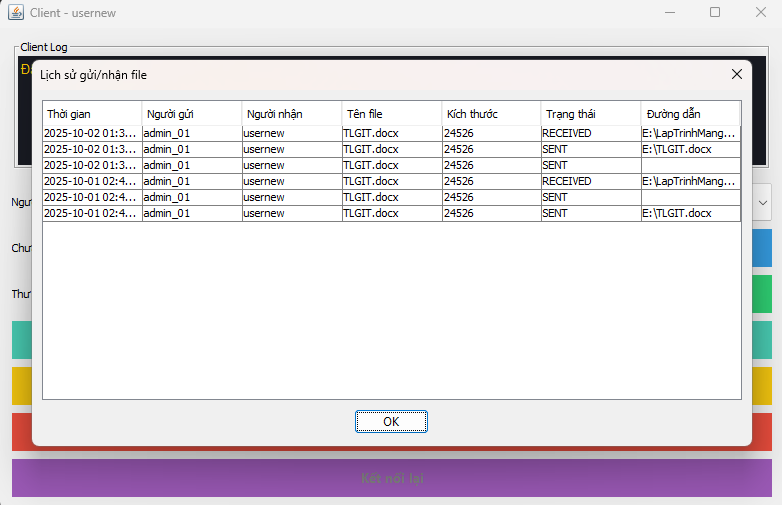 Client - usernew
Client Log
Lịch sử gửi/nhận file
Thời gian Người gửi Người nhận Tên file Kích thước Trạng thái Đường dẫn
2025-10-02 01:3... admin_01 usernew TLGIT.docx 24526 RECEIVED E:\LapTrinhMang...
2025-10-02 01:3... admin_01 usernew TLGIT.docx 24526 SENT E:\TLGIT.docx
2025-10-02 01:3... admin_01 usernew TLGIT.docx 24526 SENT
2025-10-01 02:4... admin_01 usernew TLGIT.docx 24526 RECEIVED E:\LapTrinhMang...
2025-10-01 02:4... admin_01 usernew TLGIT.docx 24526 SENT
2025-10-01 02:4... admin_01 usernew TLGIT.docx 24526 SENT E:\TLGIT.docx
OK
Kết nối lại